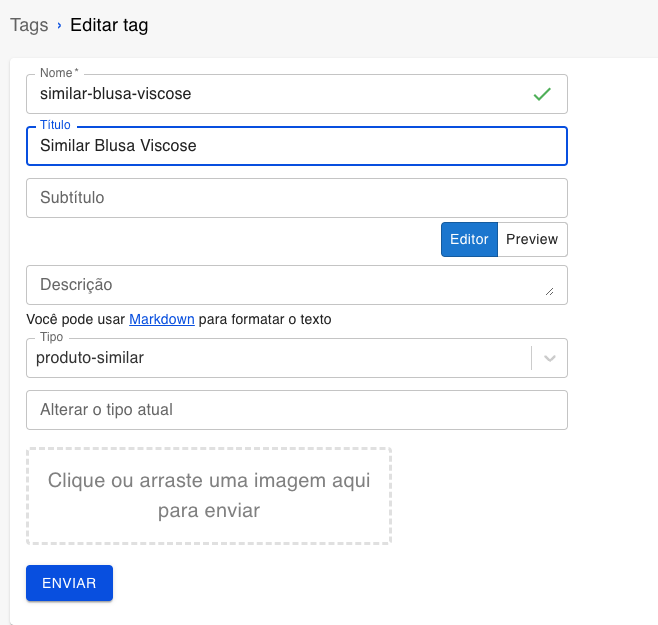 Tags › Editar tag
Nome *
similar-blusa-viscose
Título
Similar Blusa Viscose
Subtítulo
Editor Preview
Descrição
Você pode usar Markdown para formatar o texto
Tipo
produto-similar
Alterar o tipo atual
Clique ou arraste uma imagem aqui
para enviar
ENVIAR